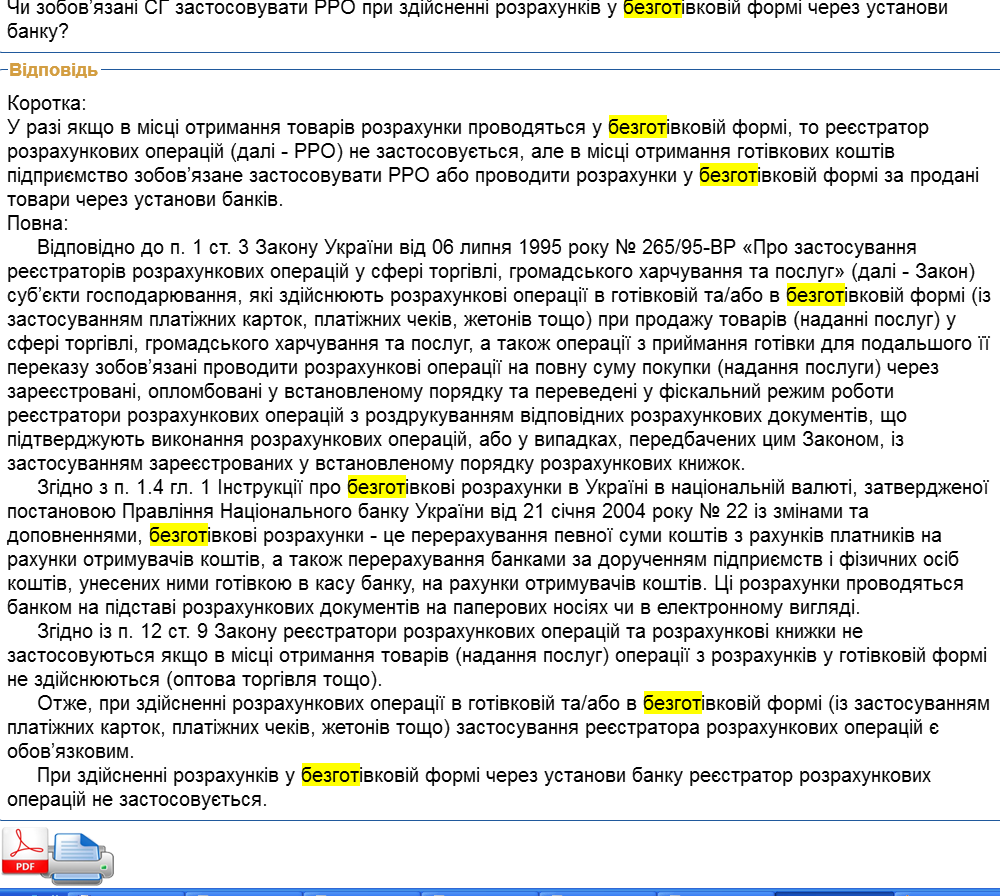 Чи зобов’язані СГ застосовувати РРО при здійсненні розрахунків у безготівковій формі через установи
банку?
Відповідь
Коротка:
У разі якщо в місці отримання товарів розрахунки проводяться у безготівковій формі, то реєстратор
розрахункових операцій (далі - РРО) не застосовується, але в місці отримання готівкових коштів
підприємство зобов’язане застосовувати РРО або проводити розрахунки у безготівковій формі за продані
товари через установи банків.
Повна:
Відповідно до п. 1 ст. 3 Закону України від 06 липня 1995 року № 265/95-ВР «Про застосування
реєстраторів розрахункових операцій у сфері торгівлі, громадського харчування та послуг» (далі - Закон)
суб’єкти господарювання, які здійснюють розрахункові операції в готівковій та/або в безготівковій формі (із
застосуванням платіжних карток, платіжних чеків, жетонів тощо) при продажу товарів (наданні послуг) у
сфері торгівлі, громадського харчування та послуг, а також операції з приймання готівки для подальшого її
переказу зобов’язані проводити розрахункові операції на повну суму покупки (надання послуги) через
зареєстровані, опломбовані у встановленому порядку та переведені у фіскальний режим роботи
реєстратори розрахункових операцій з роздрукуванням відповідних розрахункових документів, що
підтверджують виконання розрахункових операцій, або у випадках, передбачених цим Законом, із
застосуванням зареєстрованих у встановленому порядку розрахункових книжок.
Згідно з п. 1.4 гл. 1 Інструкції про безготівкові розрахунки в Україні в національній валюті, затвердженої
постановою Правління Національного банку України від 21 січня 2004 року № 22 із змінами та
доповненнями, безготівкові розрахунки - це перерахування певної суми коштів з рахунків платників на
рахунки отримувачів коштів, а також перерахування банками за дорученням підприємств і фізичних осіб
коштів, унесених ними готівкою в касу банку, на рахунки отримувачів коштів. Ці розрахунки проводяться
банком на підставі розрахункових документів на паперових носіях чи в електронному вигляді.
Згідно із п. 12 ст. 9 Закону реєстратори розрахункових операцій та розрахункові книжки не
застосовуються якщо в місці отримання товарів (надання послуг) операції з розрахунків у готівковій формі
не здійснюються (оптова торгівля тощо).
Отже, при здійсненні розрахункових операції в готівковій та/або в безготівковій формі (із застосуванням
платіжних карток, платіжних чеків, жетонів тощо) застосування реєстратора розрахункових операцій є
обов’язковим.
При здійсненні розрахунків у безготівковій формі через установи банку реєстратор розрахункових
операцій не застосовується.
PDF